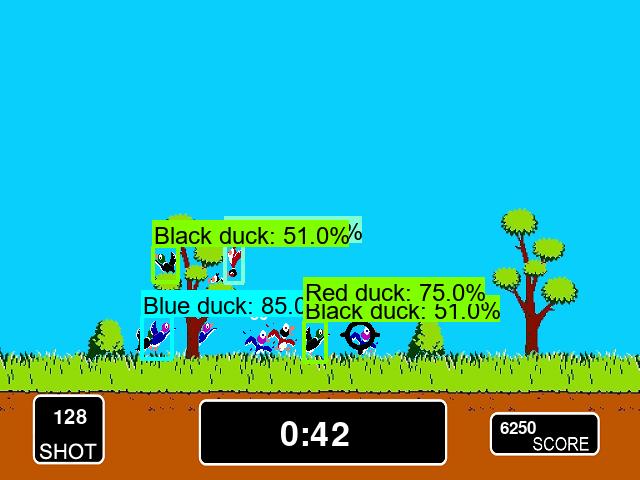 Black duck: 51.0%
%
Blue duck: 85.0
Red duck: 75.0%
Black duck: 51.0%
128
SHOT
0:42
6250
SCORE